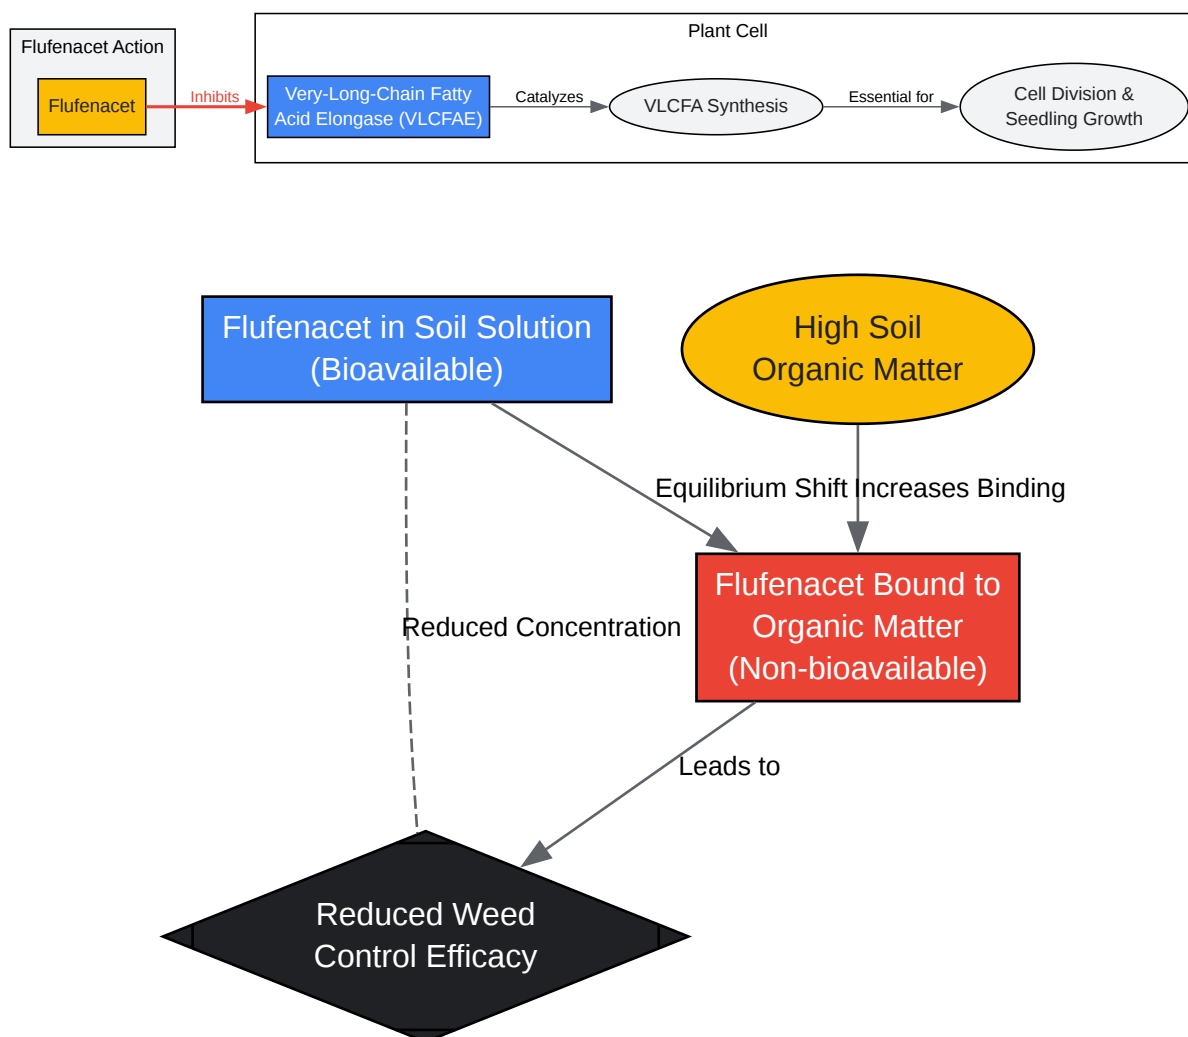 Plant Cell
Flufenacet Action
Flufenacet
Inhibits
Very-Long-Chain Fatty
Acid Elongase (VLCFAE)
Catalyzes
VLCFA Synthesis
Essential for
Cell Division &
Seedling Growth
Flufenacet in Soil Solution
(Bioavailable)
High Soil
Organic Matter
Equilibrium Shift
Increases Binding
Flufenacet Bound to
Organic Matter
(Non-bioavailable)
Reduced Concentration
Leads to
Reduced Weed
Control Efficacy